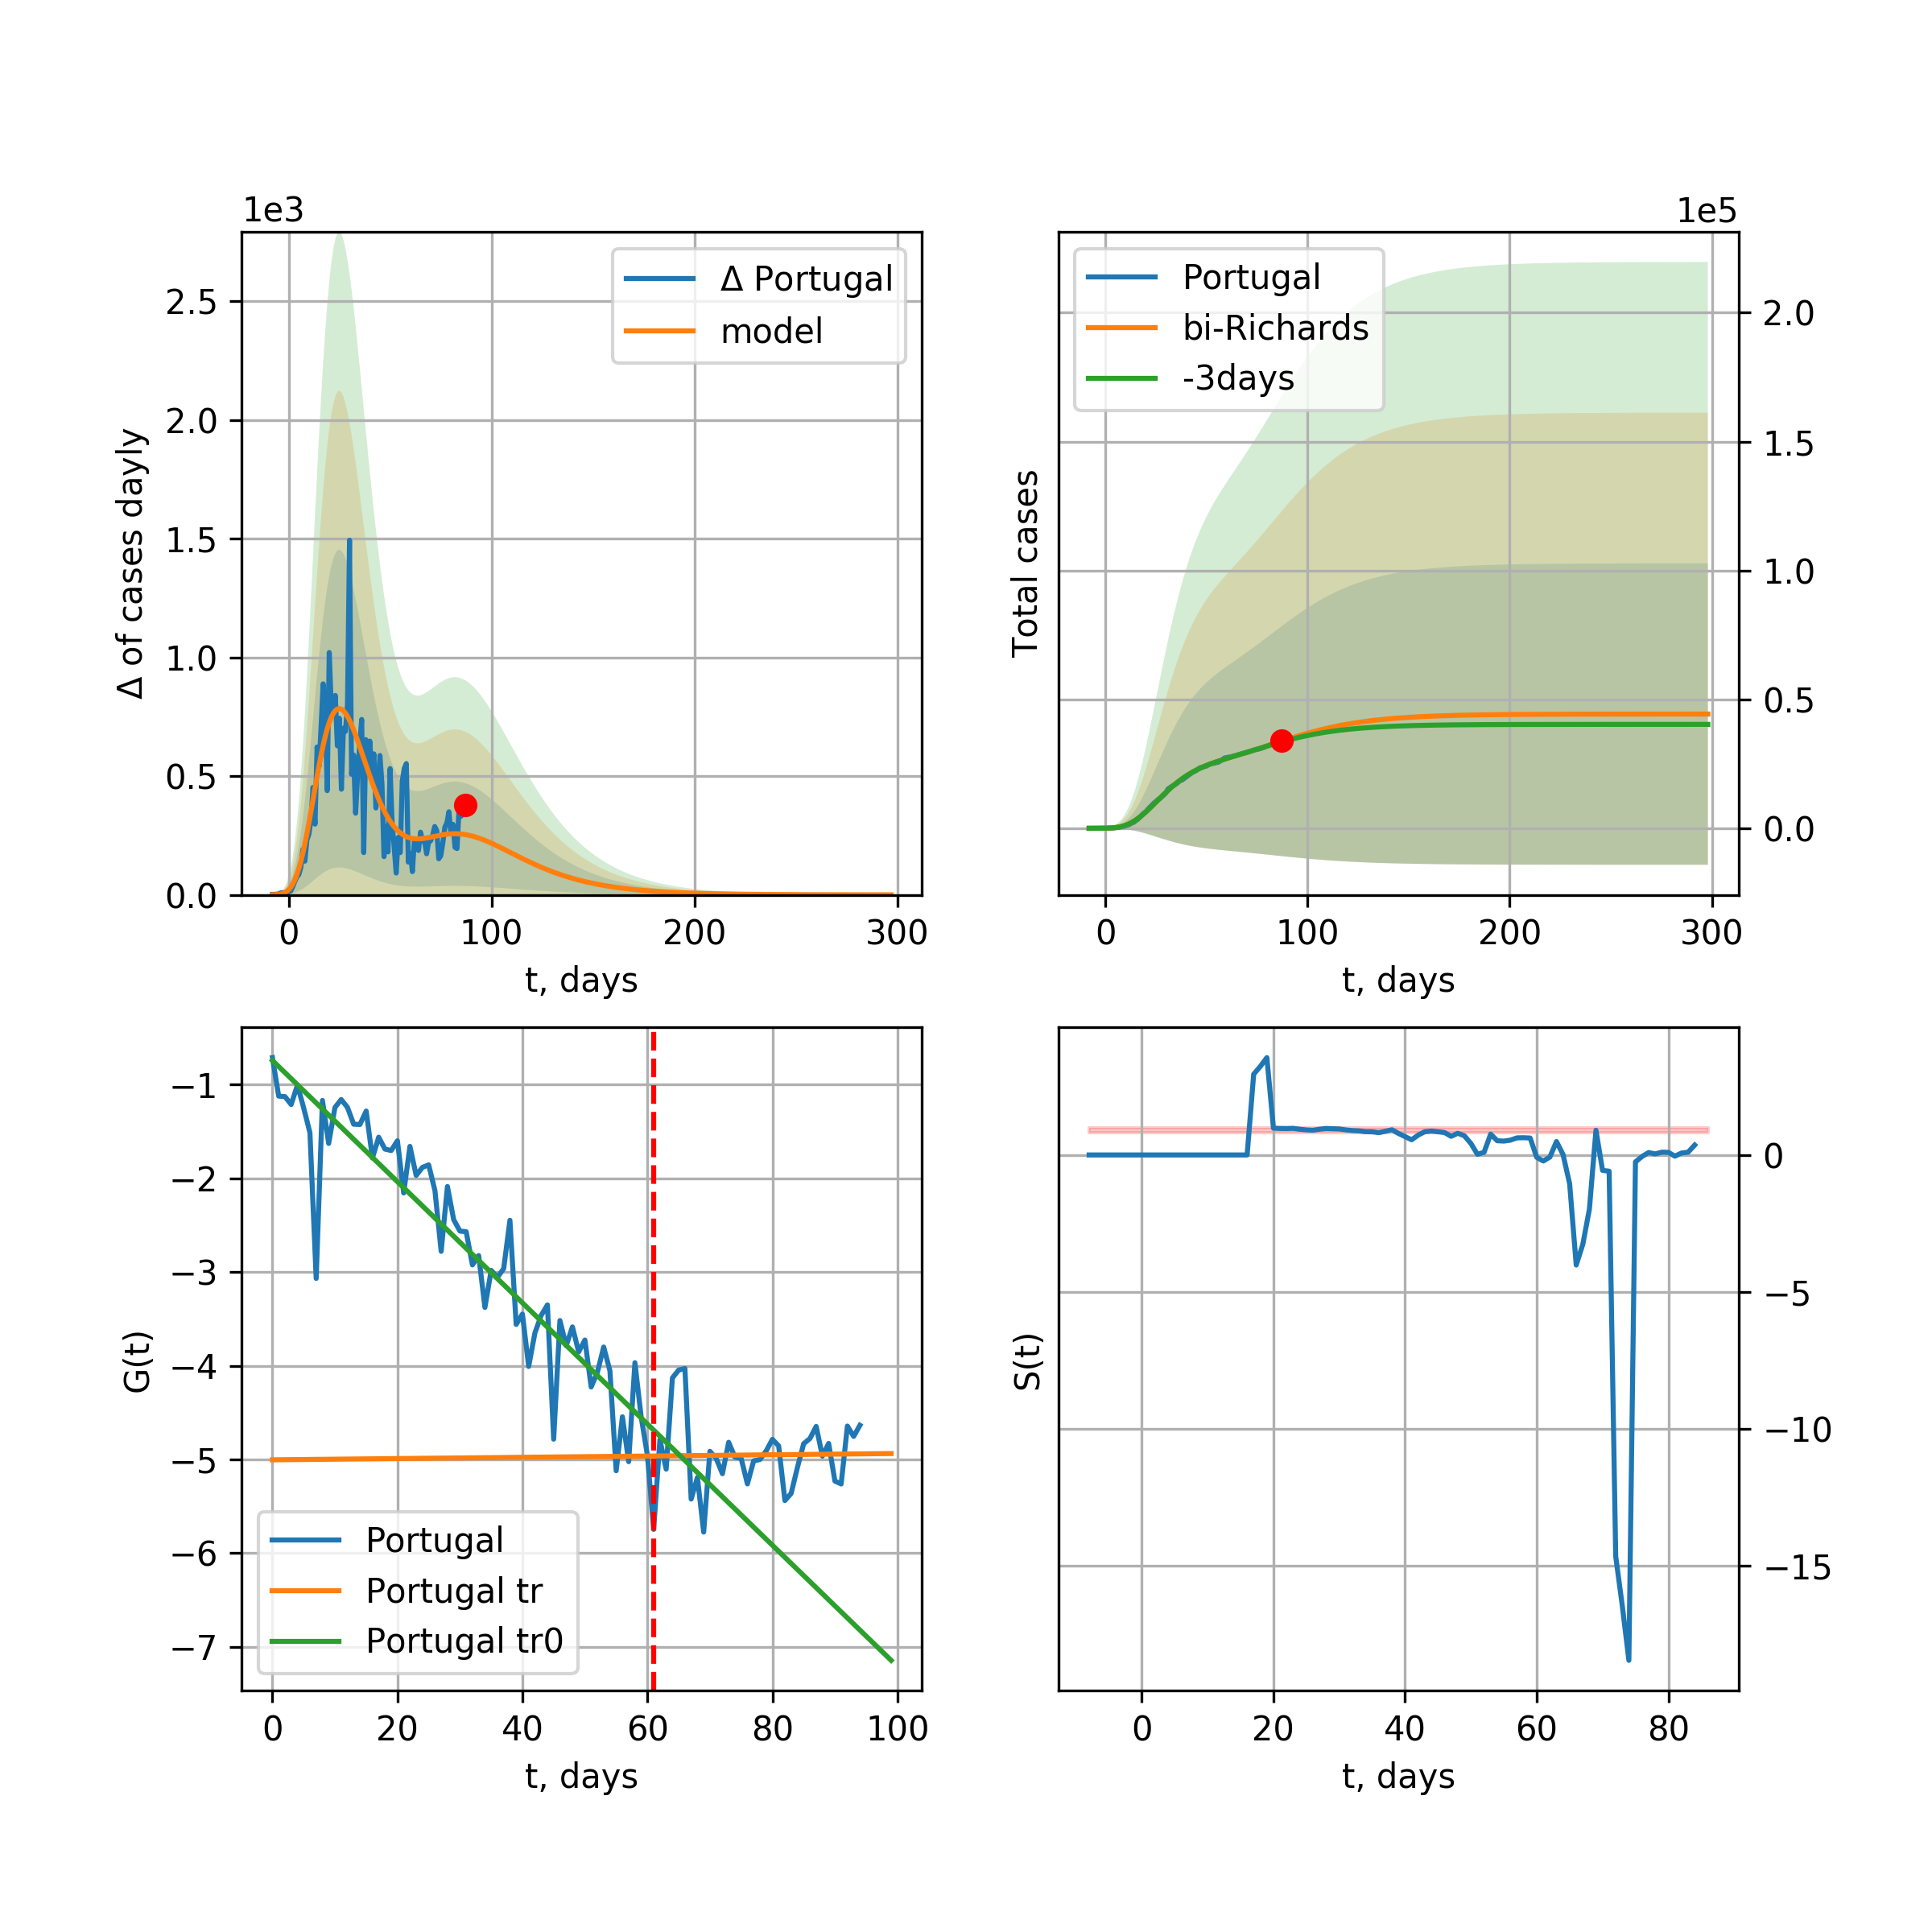 1e3
Δ Portugal
model
2.5
2.0
1.5
1.0
0.5
0.0
Δ of cases dayly
0 100 200 300
t, days
1e5
Portugal
bi-Richards
-3days
2.0
1.5
1.0
0.5
0.0
Total cases
0 100 200 300
t, days
−1
−2
−3
−4
−5
−6
−7
G(t)
Portugal
Portugal tr
Portugal tr0
0 20 40 60 80 100
t, days
0
−5
−10
−15
S(t)
0 20 40 60 80
t, days